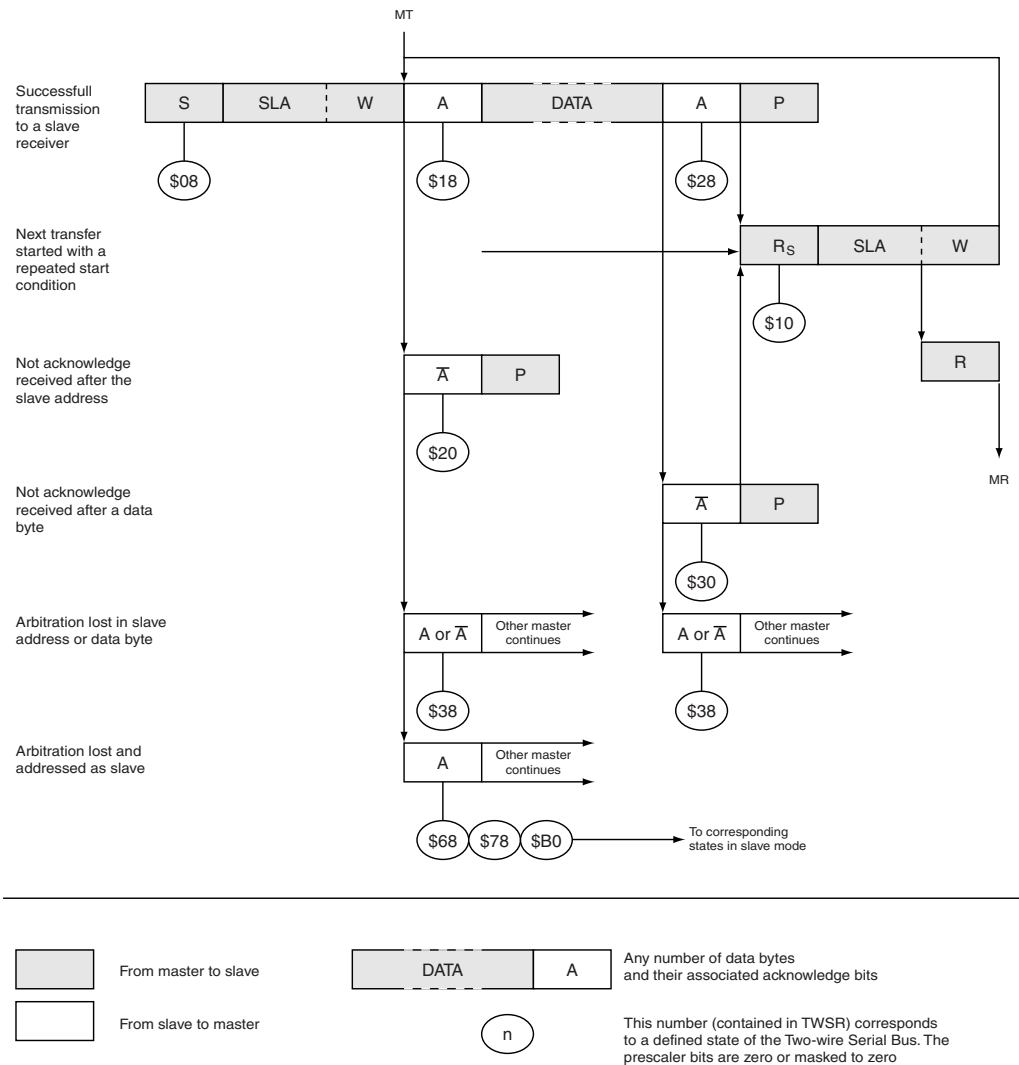 MT
Successfull
transmission
to a slave
receiver
S SLA W A DATA A P
$08 $18 $28
Next transfer
started with a
repeated start
condition
RS SLA W
$10
Not acknowledge
received after the
slave address
A̅ P
R
$20
MR
Not acknowledge
received after a data
byte
A̅ P
$30
Arbitration lost in slave
address or data byte
A or A̅ Other master
continues
A or A̅ Other master
continues
$38 $38
Arbitration lost and
addressed as slave
A Other master
continues
$68 $78 $B0
To corresponding
states in slave mode
From master to slave
DATA A
Any number of data bytes
and their associated acknowledge bits
From slave to master
n
This number (contained in TWSR) corresponds
to a defined state of the Two-wire Serial Bus. The
prescaler bits are zero or masked to zero